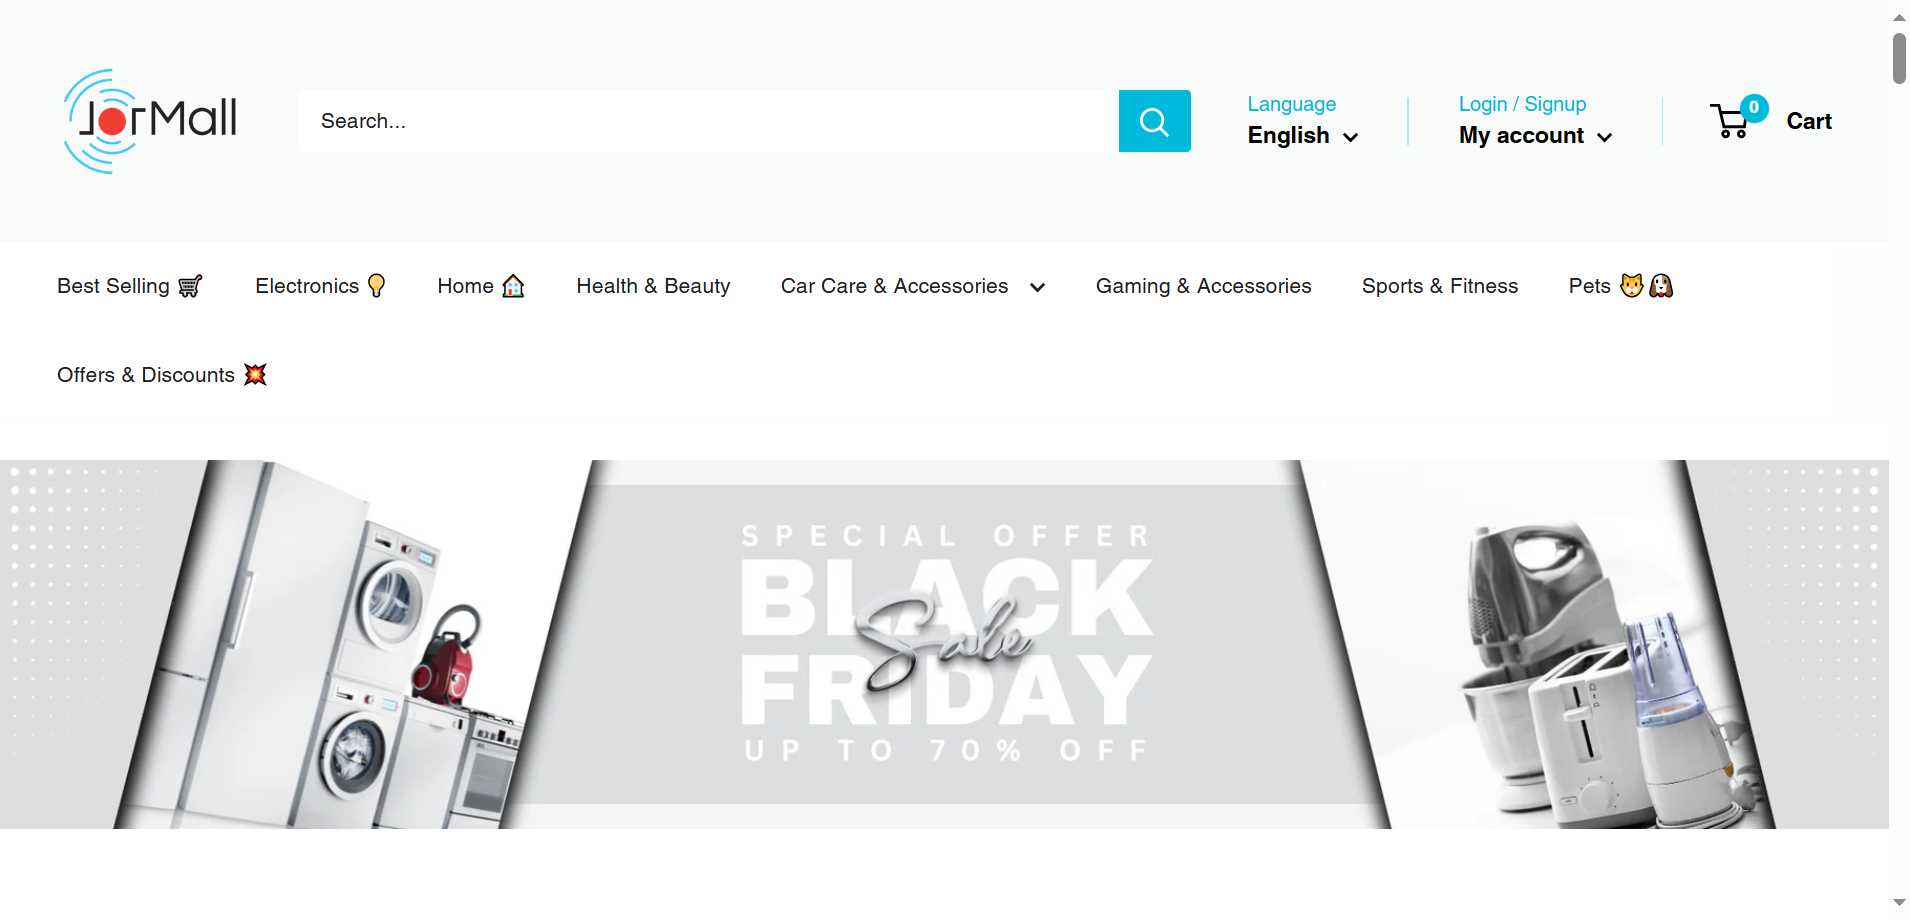 JorMall
Search...
Language
English
Login / Signup
My account
0
Cart
Best Selling 🛒
Electronics 💡
Home 🏠
Health & Beauty
Car Care & Accessories
Gaming & Accessories
Sports & Fitness
Pets 🐱🐶
Offers & Discounts 💥
SPECIAL OFFER
BLACK
Sale
FRIDAY
UP TO 70% OFF